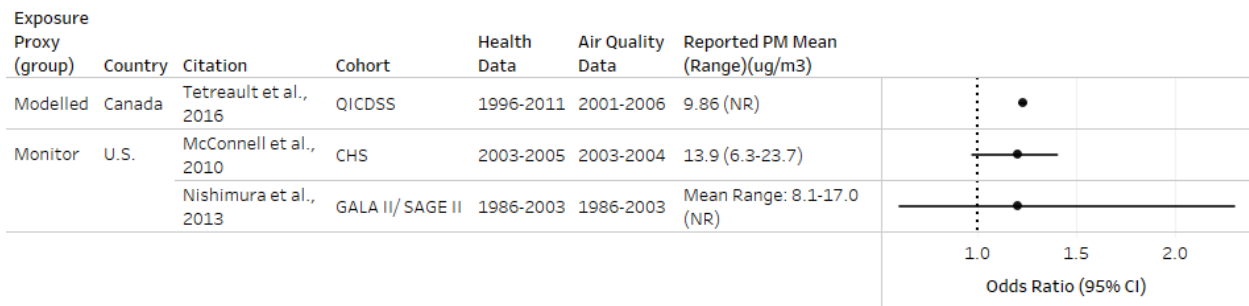 Exposure
Proxy
(group) Country Citation Cohort Health
Data Air Quality
Data Reported PM Mean
(Range)(ug/m3)
Modelled Canada Tetreault et al.,
2016 QICDSS 1996-2011 2001-2006 9.86 (NR)
Monitor U.S. McConnell et al.,
2010 CHS 2003-2005 2003-2004 13.9 (6.3-23.7)
Nishimura et al.,
2013 GALA II/ SAGE II 1986-2003 1986-2003 Mean Range: 8.1-17.0
(NR)
1.0 1.5 2.0
Odds Ratio (95% CI)